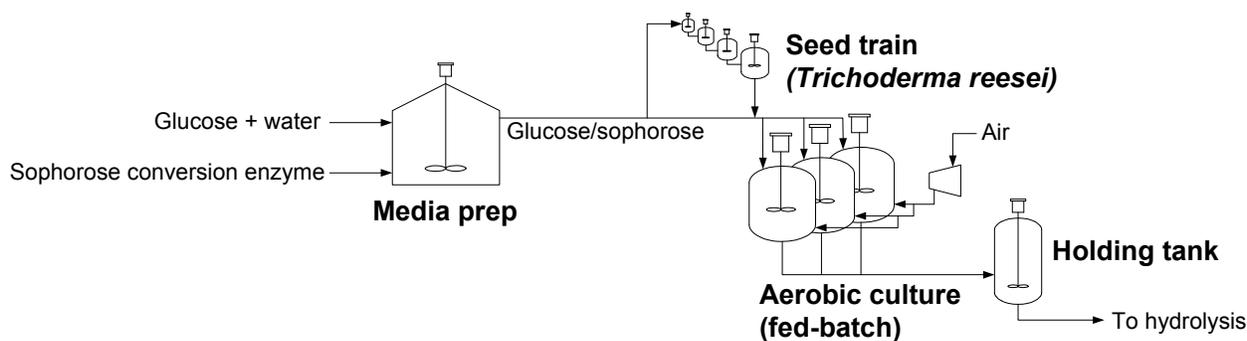 Seed train
(Trichoderma reesei)
Glucose + water
Glucose/sophorose
Air
Sophorose conversion enzyme
Media prep
Holding tank
Aerobic culture
(fed-batch)
To hydrolysis